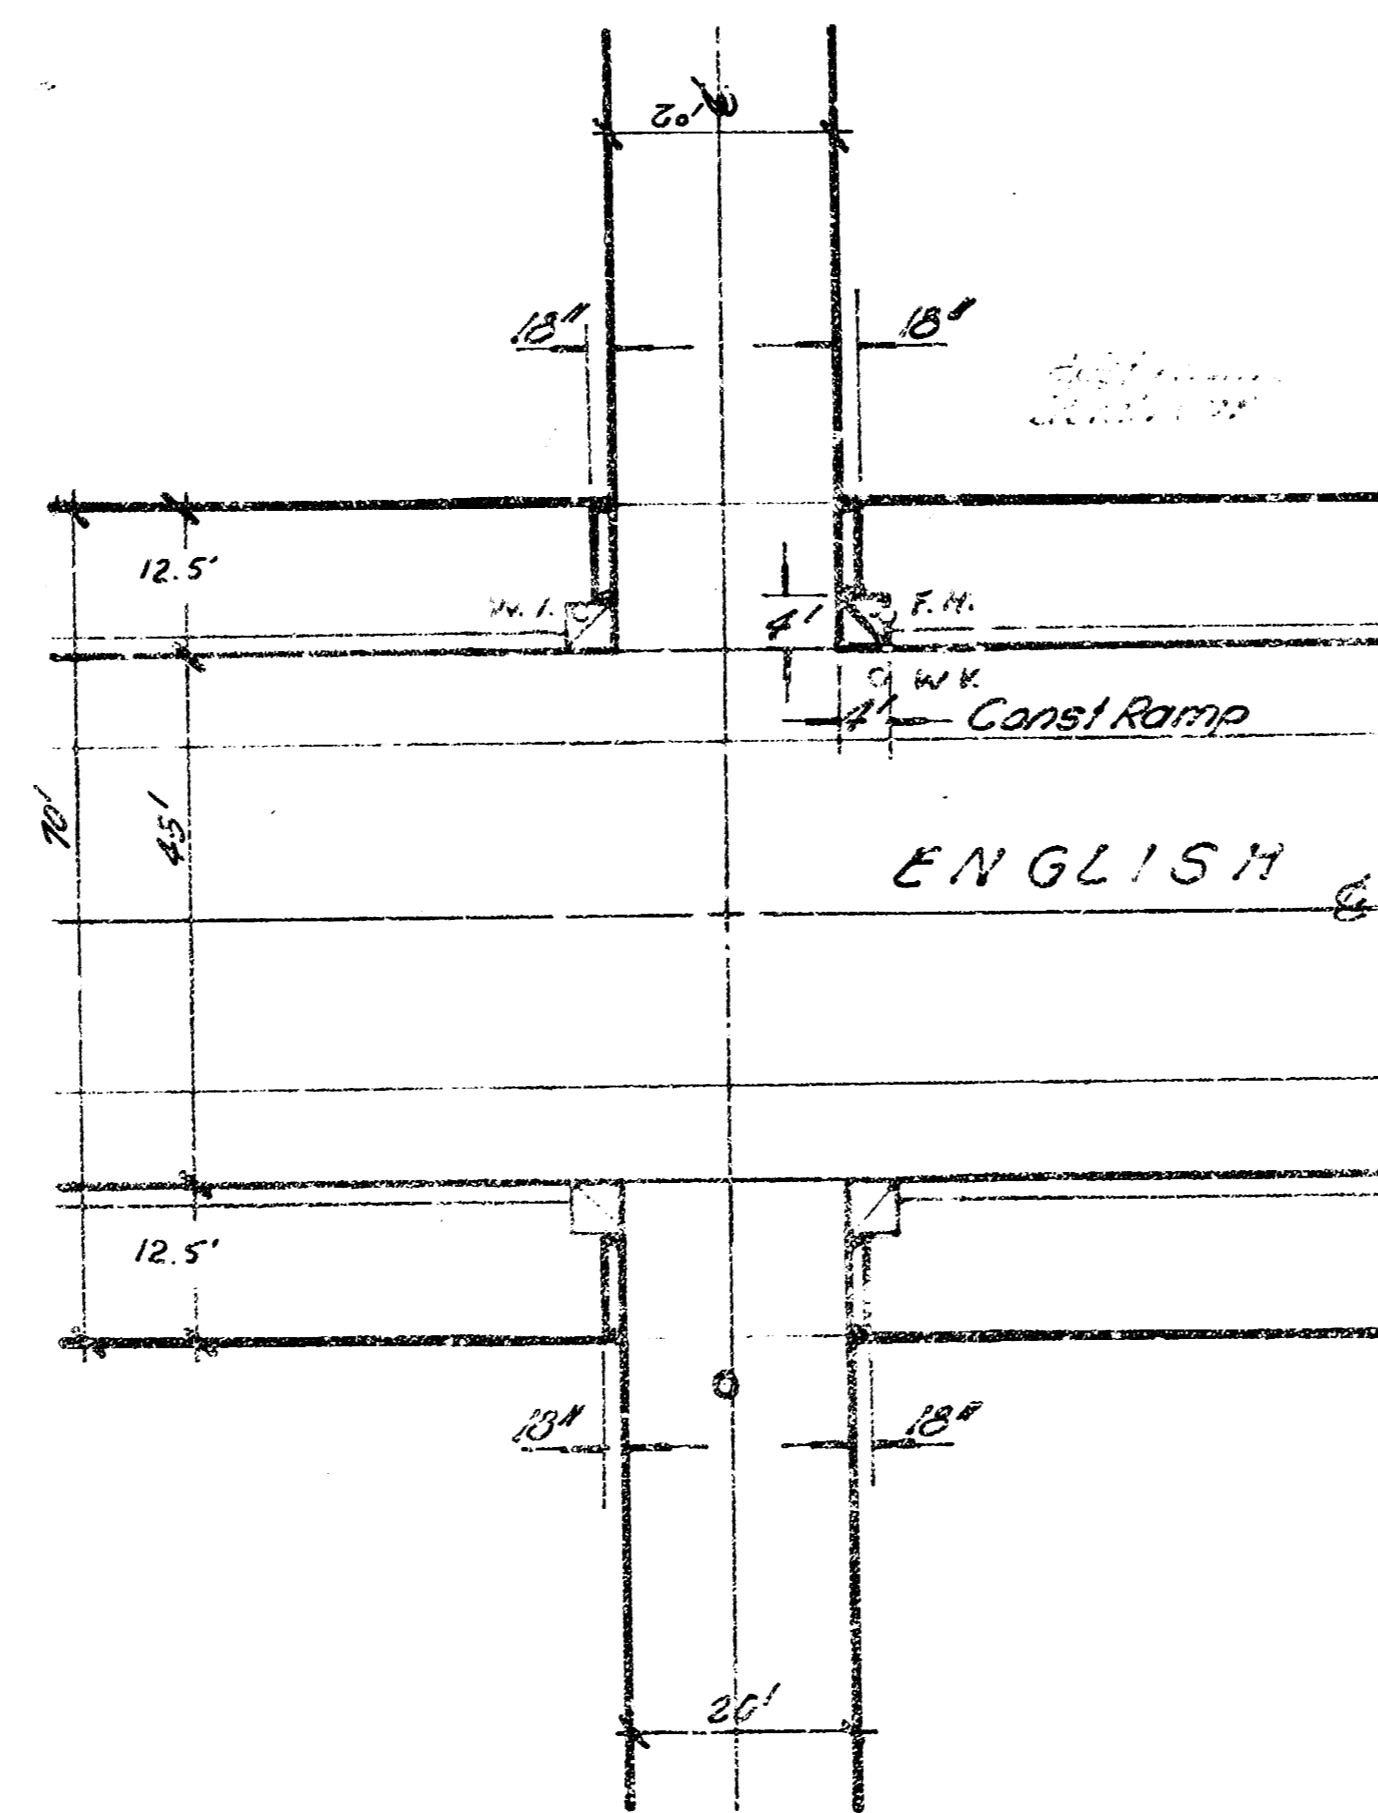 20'
18" 18"
12.5'
F.H.
4'
W.V.
4' Const Ramp
70'
45'
ENGLISH ℄
12.5'
18" 18"
20'